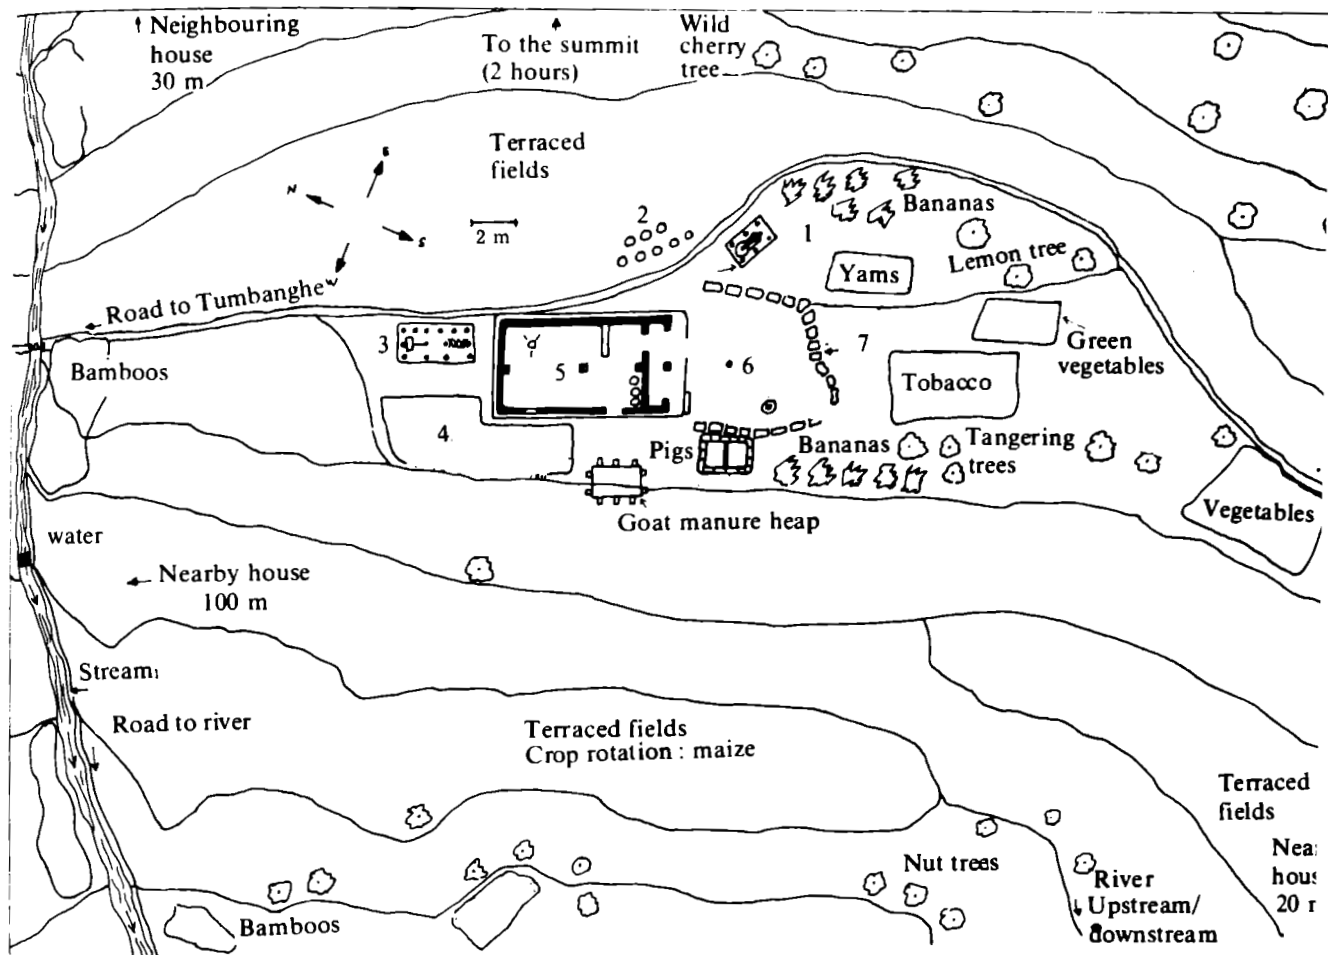 ↑ Neighbouring
house
30 m
To the summit
(2 hours)
Wild
cherry
tree
Terraced
fields
E
N
S
W
2 m
2
1
Bananas
Lemon tree
Yams
← Road to Tumbanghe
3
Bamboos
5
6
7
Green
vegetables
Tobacco
4
Pigs
Bananas
Tangering
trees
Vegetables
Goat manure heap
water
← Nearby house
100 m
Stream
Road to river
Terraced fields
Crop rotation : maize
Terraced
fields
Nut trees
River
Upstream/
downstream
Nea
hous
20 m
Bamboos